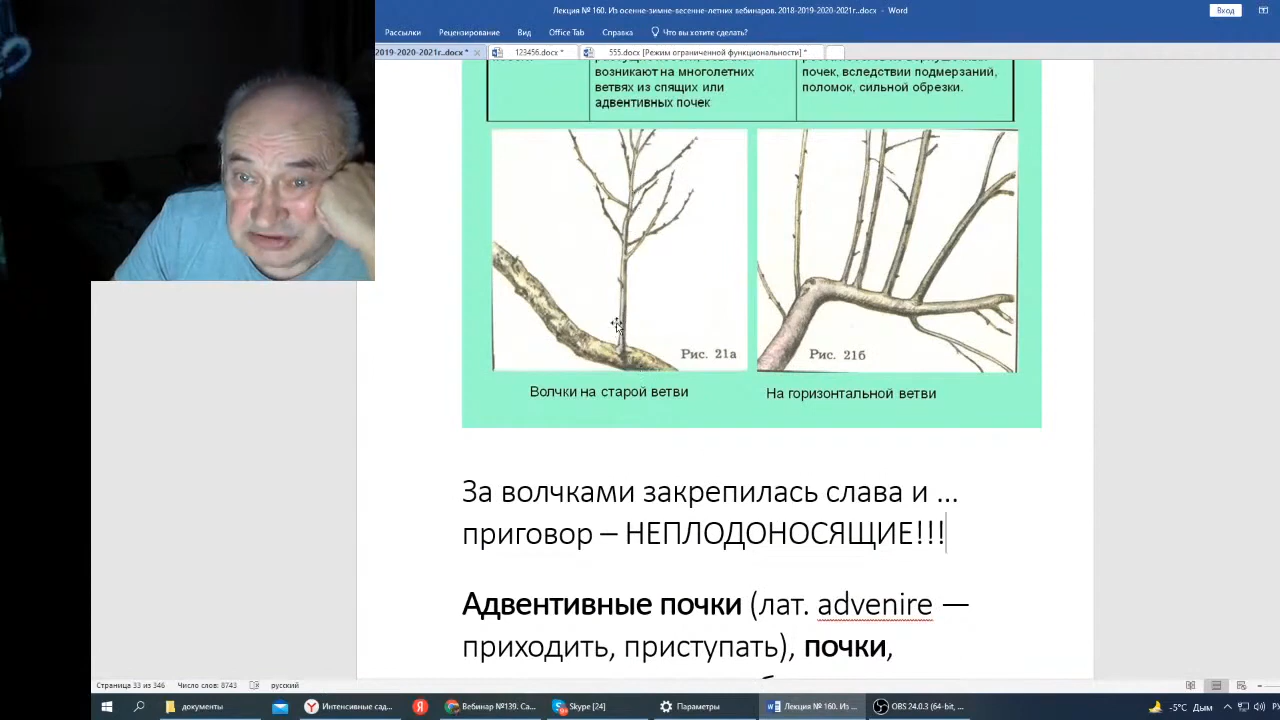 Лекция № 160. Из осенне-зимне-весенне-летних вебинаров. 2018-2019-2020-2021г..docx - Word
Вход
Рассылки Рецензирование Вид Office Tab Справка Что вы хотите сделать?
2019-2020-2021г..docx * 123456.docx * 555.docx [Режим ограниченной функциональности] *
возникают на многолетних
ветвях из спящих или
адвентивных почек
почек, вследствии подмерзаний,
поломок, сильной обрезки.
Рис. 21а
Рис. 21б
Волчки на старой ветви
На горизонтальной ветви
За волчками закрепилась слава и ...
приговор – НЕПЛОДОНОСЯЩИЕ!!!
Адвентивные почки (лат. advenire —
приходить, приступать), почки,
Страница 33 из 346 Число слов: 8743 русский
документы Интенсивные сад... Вебинар №139. Са... Skype [24] Параметры Лекция № 160. Из ... OBS 24.0.3 (64-bit, ... -5°C Дым